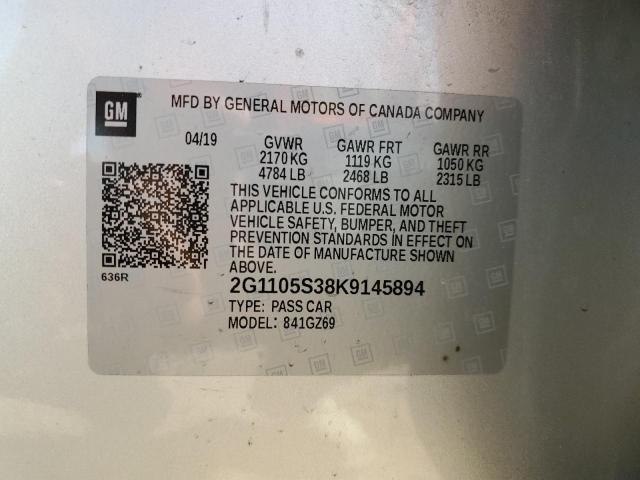 GM
MFD BY GENERAL MOTORS OF CANADA COMPANY
04/19 GVWR GAWR FRT GAWR RR
2170 KG 1119 KG 1050 KG
4784 LB 2468 LB 2315 LB
THIS VEHICLE CONFORMS TO ALL
APPLICABLE U.S. FEDERAL MOTOR
VEHICLE SAFETY, BUMPER, AND THEFT
PREVENTION STANDARDS IN EFFECT ON
THE DATE OF MANUFACTURE SHOWN
ABOVE.
636R
2G1105S38K9145894
TYPE: PASS CAR
MODEL: 841GZ69